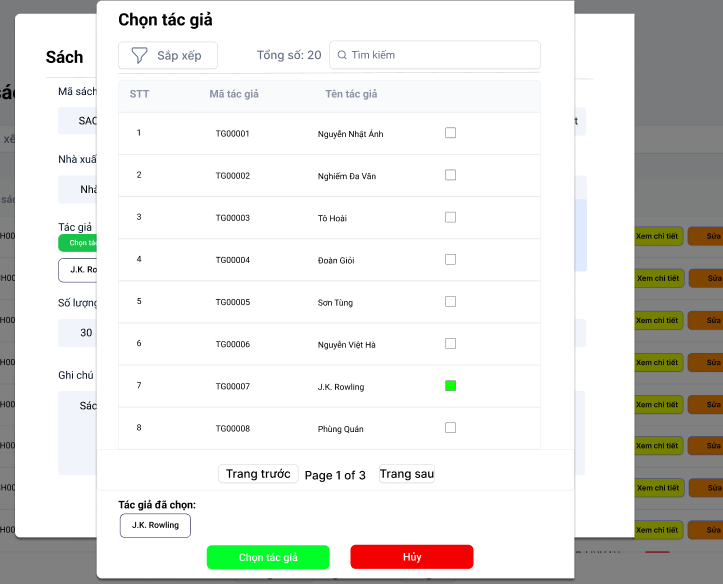 Chọn tác giả
Sắp xếp
Tổng số: 20
Tìm kiếm
STT Mã tác giả Tên tác giả
1 TG00001 Nguyễn Nhật Ánh
2 TG00002 Nghiêm Đa Văn
3 TG00003 Tô Hoài
4 TG00004 Đoàn Giỏi
5 TG00005 Sơn Tùng
6 TG00006 Nguyễn Việt Hà
7 TG00007 J.K. Rowling
8 TG00008 Phùng Quán
Trang trước Page 1 of 3 Trang sau
Tác giả đã chọn:
J.K. Rowling
Chọn tác giả Hủy
Sách
Mã sách
SAC
Nhà xuấ
Nhà
Tác giả
Chọn tác
J.K. Ro
Số lượng
30
Ghi chú
Sác
Xem chi tiết Sửa
Xem chi tiết Sửa
Xem chi tiết Sửa
Xem chi tiết Sửa
Xem chi tiết Sửa
Xem chi tiết Sửa
Xem chi tiết Sửa
Xem chi tiết Sửa